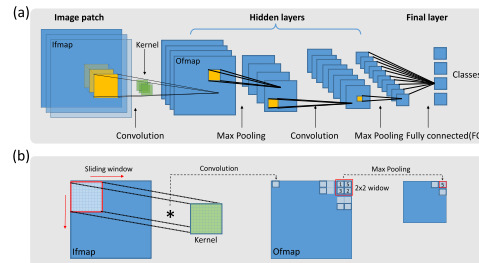 (a)
Image patch
Hidden layers
Final layer
Ifmap
Kernel
Ofmap
Classes
Convolution
Max Pooling
Convolution
Max Pooling
Fully connected(FC
(b)
Sliding window
Convolution
Max Pooling
2x2 widow
*
Kernel
Ifmap
Ofmap